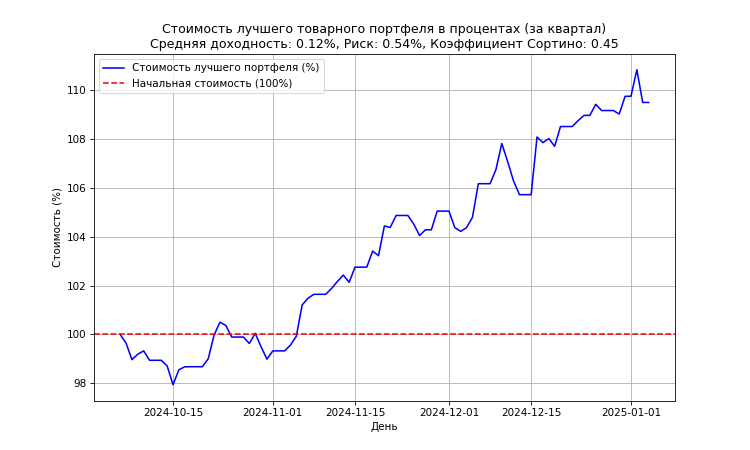 Стоимость лучшего товарного портфеля в процентах (за квартал)
Средняя доходность: 0.12%, Риск: 0.54%, Коэффициент Сортино: 0.45
Стоимость лучшего портфеля (%)
Начальная стоимость (100%)
Стоимость (%)
110
108
106
104
102
100
98
2024-10-15
2024-11-01
2024-11-15
2024-12-01
2024-12-15
2025-01-01
День